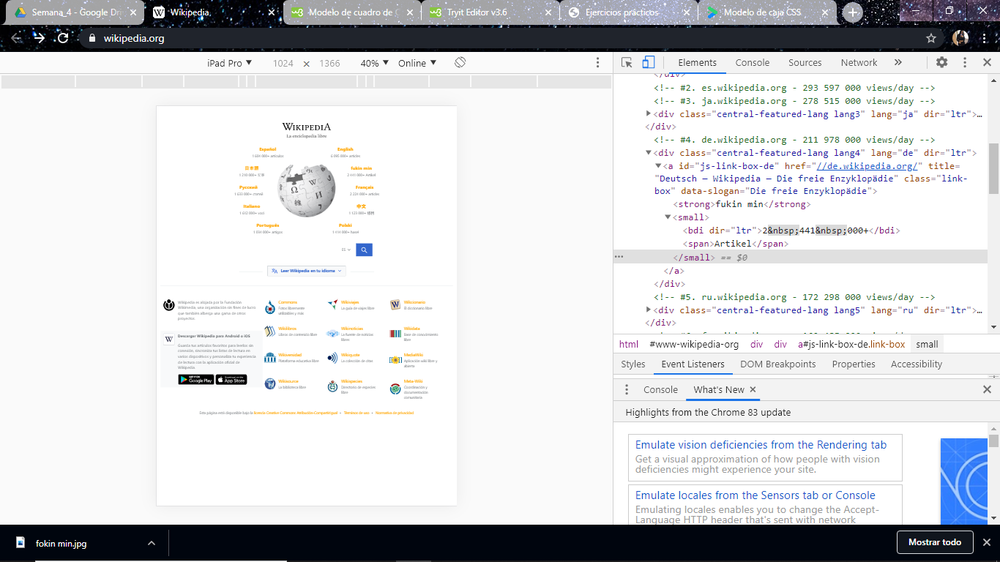 Semana_4 - Google Dri
Wikipedia
Modelo de cuadro de C
Tryit Editor v3.6
Ejercicios prácticos
Modelo de caja CSS
wikipedia.org
iPad Pro ▼ 1024 × 1366 40% ▼ Online ▼
Elements Console Sources Network »
WIKIPEDIA
La enciclopedia libre
Español
1 604 000+ artículos
English
6 095 000+ articles
日本語
1 210 000+ 記事
fukin min
2 441 000+ Artikel
Русский
1 633 000+ статей
Français
2 224 000+ articles
Italiano
1 612 000+ voci
中文
1 123 000+ 條目
Português
1 034 000+ artigos
Polski
1 414 000+ haseł
ES
Leer Wikipedia en tu idioma
Wikipedia es alojada por la Fundación
Wikimedia, una organización sin fines de lucro
que también alberga una gama de otros
proyectos.
Descargar Wikipedia para Android o iOS
Guarda tus artículos favoritos para leerlos sin
conexión, sincroniza tus listas de lectura en
varios dispositivos y personaliza tu experiencia
de lectura con la aplicación oficial de
Wikipedia.
GET IT ON
Google Play
Download on the
App Store
Commons
Fotos libremente
utilizables y más
Wikiviajes
La guía de viajes libre
Wikcionario
El diccionario libre
Wikilibros
Libros de contenido libre
Wikinoticias
La fuente de noticias
libres
Wikidata
Base de conocimiento
libre
Wikiversidad
Plataforma educativa libre
Wikiquote
La colección de citas
MediaWiki
Aplicación wiki libre y
abierta
Wikisource
La biblioteca libre
Wikispecies
Directorio de especies
libre
Meta-Wiki
Coordinación y
documentación
comunitaria
Esta página está disponible bajo la licencia Creative Commons Atribución-CompartirIgual • Términos de uso • Normativa de privacidad
</div>
<!-- #2. es.wikipedia.org - 293 597 000 views/day -->
<!-- #3. ja.wikipedia.org - 278 515 000 views/day -->
<div class="central-featured-lang lang3" lang="ja" dir="ltr">…
</div>
<!-- #4. de.wikipedia.org - 211 978 000 views/day -->
<div class="central-featured-lang lang4" lang="de" dir="ltr">
<a id="js-link-box-de" href="//de.wikipedia.org/" title=
"Deutsch — Wikipedia — Die freie Enzyklopädie" class="link-
box" data-slogan="Die freie Enzyklopädie">
<strong>fukin min</strong>
<small>
<bdi dir="ltr">2&nbsp;441&nbsp;000+</bdi>
<span>Artikel</span>
</small> == $0
</a>
</div>
<!-- #5. ru.wikipedia.org - 172 298 000 views/day -->
<div class="central-featured-lang lang5" lang="ru" dir="ltr">…
</div>
html #www-wikipedia-org div div a#js-link-box-de.link-box small
Styles Event Listeners DOM Breakpoints Properties Accessibility
Console What's New
Highlights from the Chrome 83 update
Emulate vision deficiencies from the Rendering tab
Get a visual approximation of how people with vision
deficiencies might experience your site.
Emulate locales from the Sensors tab or Console
Emulating locales enables you to change the Accept-
Language HTTP header that's sent with network
fokin min.jpg
Mostrar todo